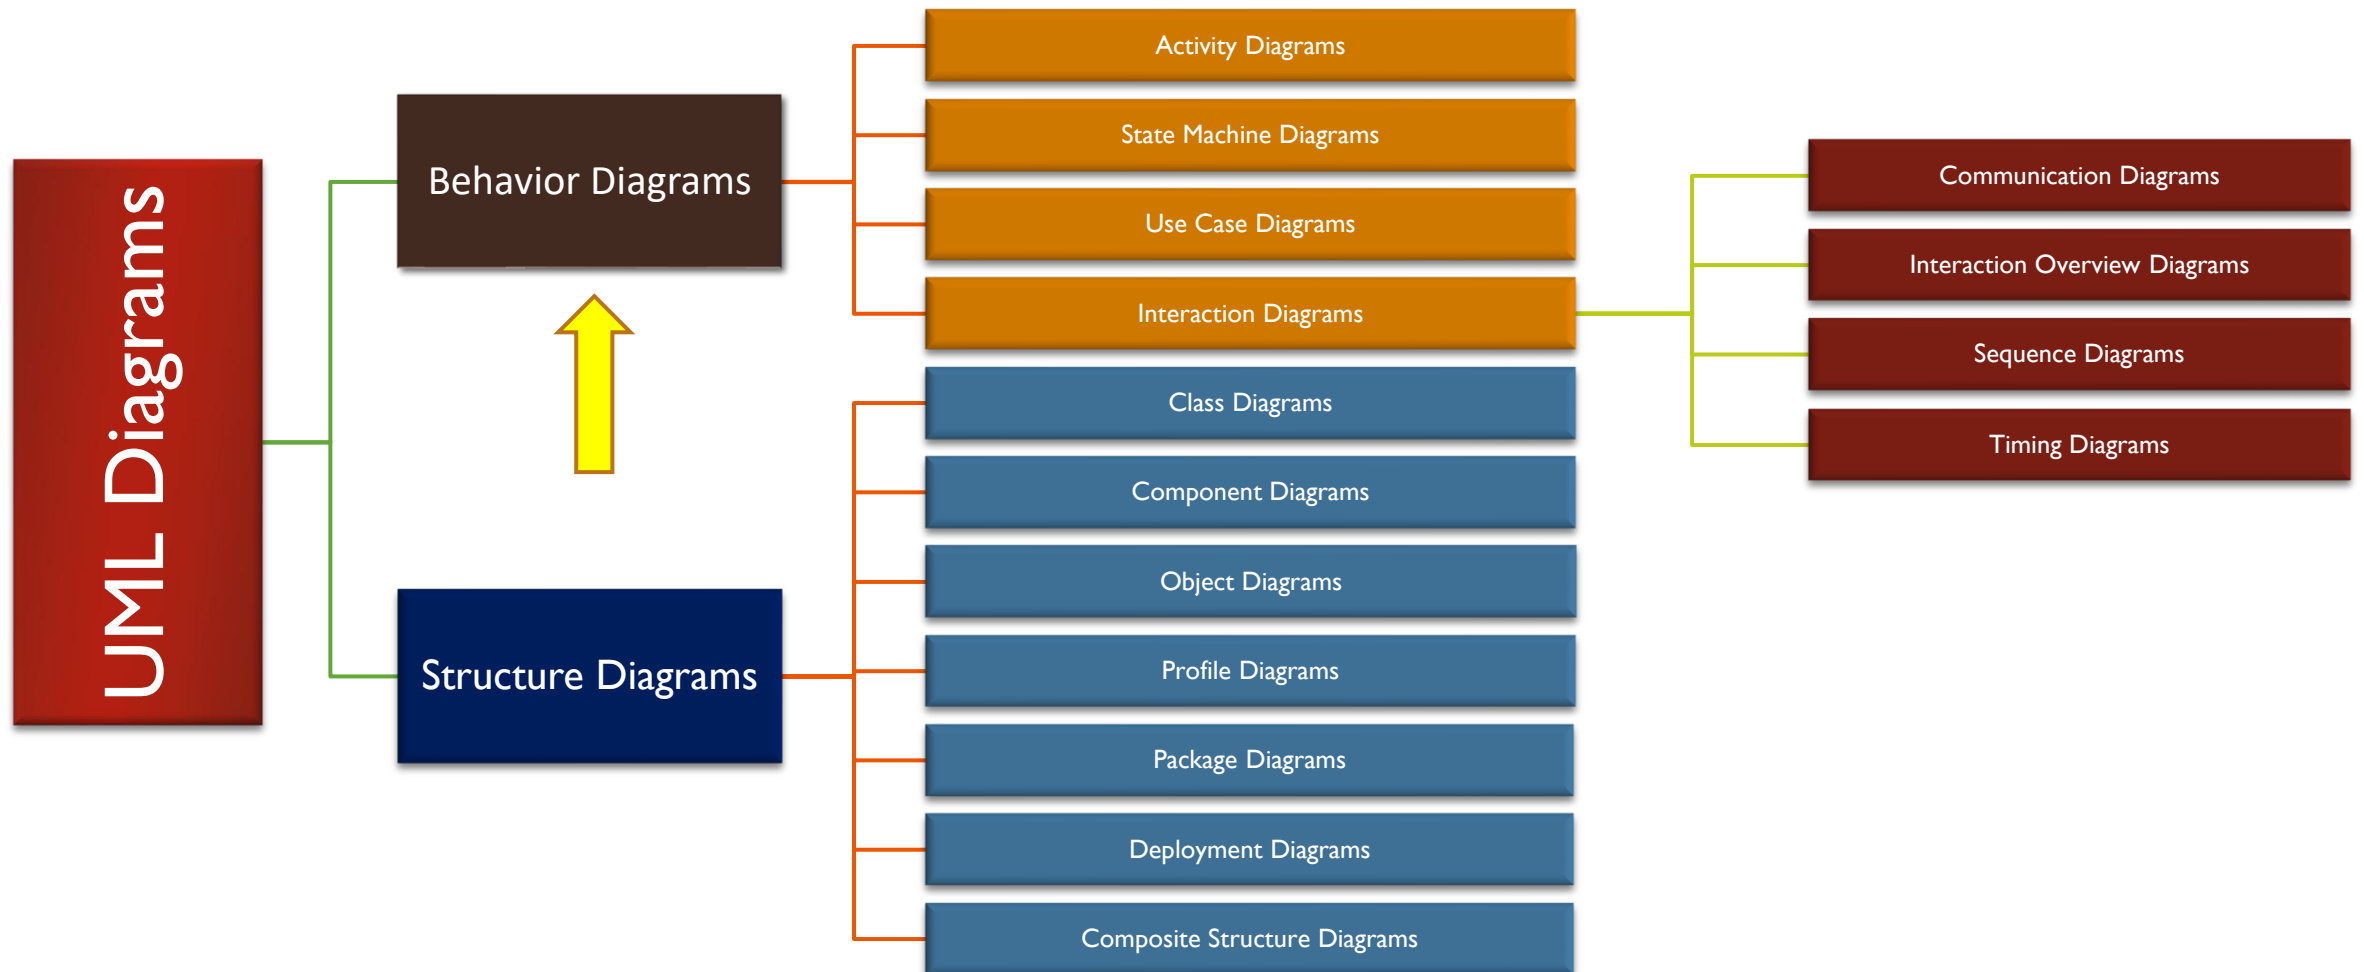 UML Diagrams
Behavior Diagrams
Activity Diagrams
State Machine Diagrams
Use Case Diagrams
Interaction Diagrams
Communication Diagrams
Interaction Overview Diagrams
Sequence Diagrams
Timing Diagrams
Structure Diagrams
Class Diagrams
Component Diagrams
Object Diagrams
Profile Diagrams
Package Diagrams
Deployment Diagrams
Composite Structure Diagrams